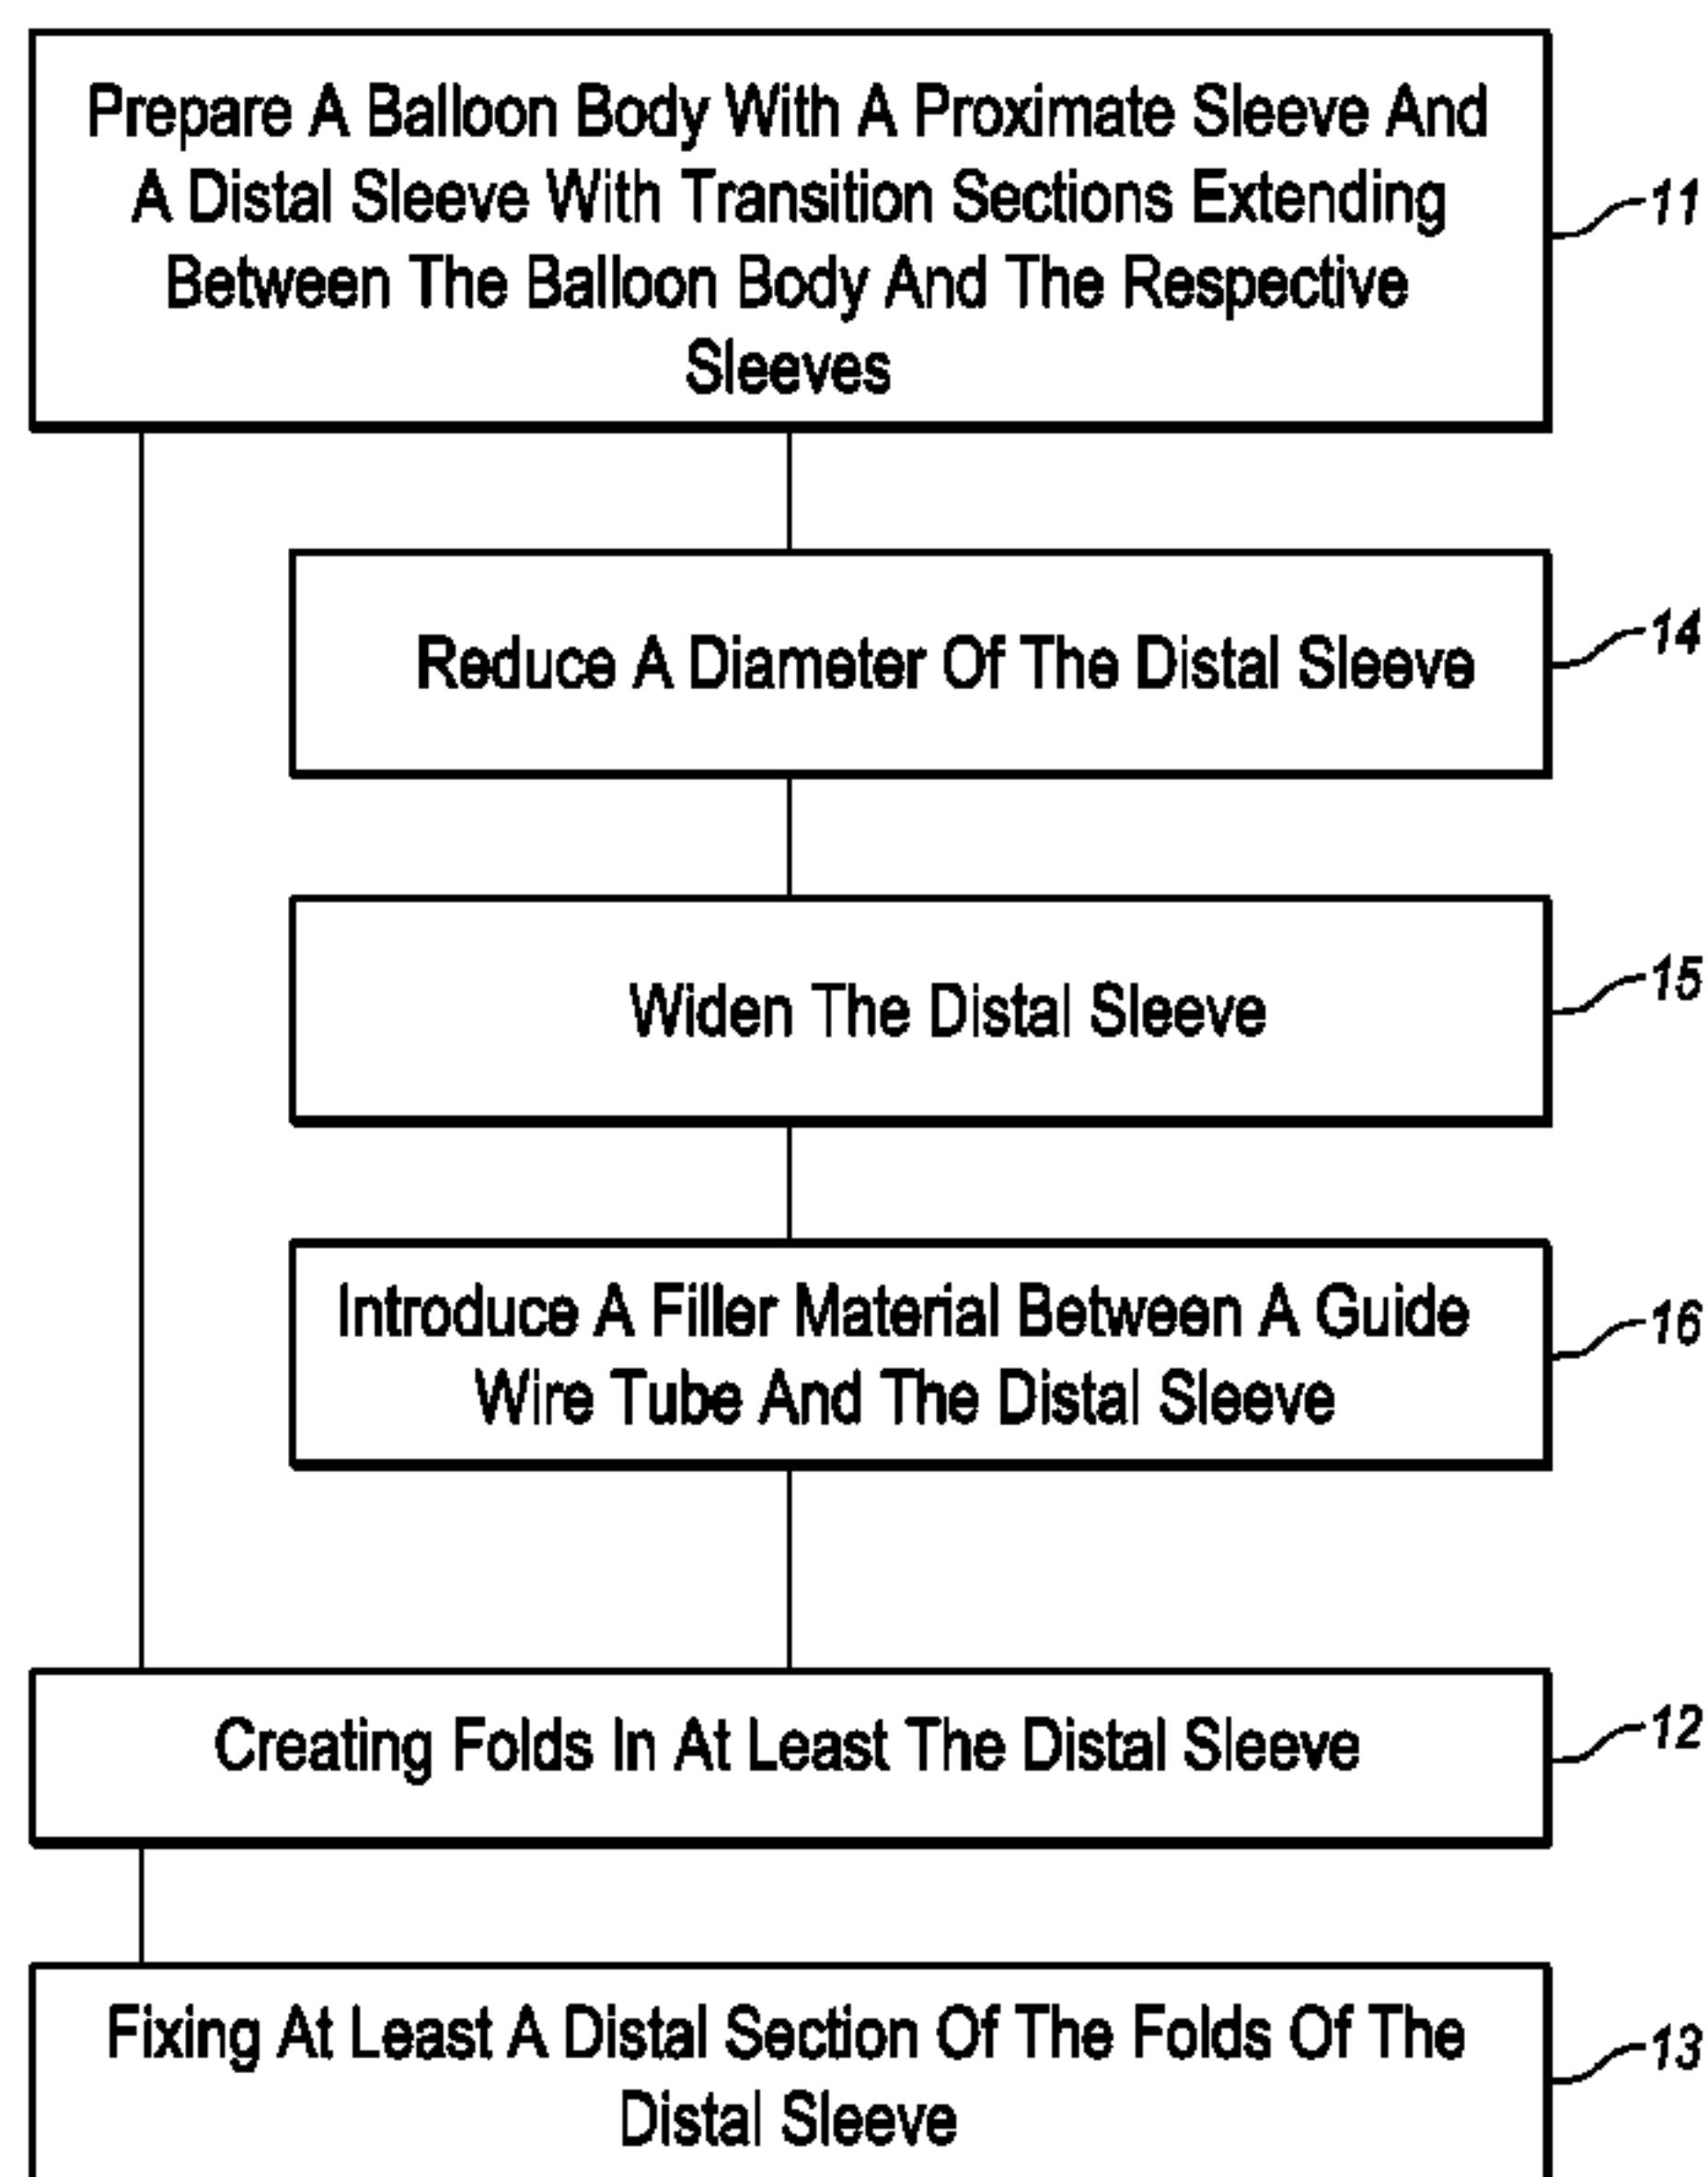 Prepare A Balloon Body With A Proximate Sleeve And
A Distal Sleeve With Transition Sections Extending
Between The Balloon Body And The Respective
Sleeves
11
Reduce A Diameter Of The Distal Sleeve
14
Widen The Distal Sleeve
15
Introduce A Filler Material Between A Guide
Wire Tube And The Distal Sleeve
16
Creating Folds In At Least The Distal Sleeve
12
Fixing At Least A Distal Section Of The Folds Of The
Distal Sleeve
13